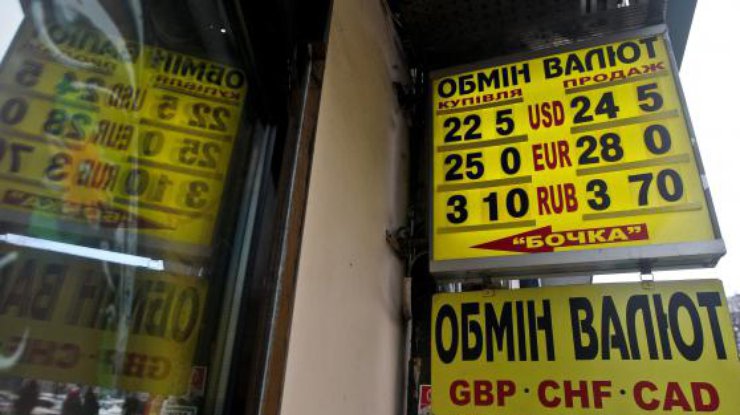 ОБМІН ВАЛЮТ
КУПІВЛЯ ПРОДАЖ
22 5 USD 24 5
25 0 EUR 28 0
3 10 RUB 3 70
"БОЧКА"
ОБМІН ВАЛЮТ
GBP · CHF · CAD